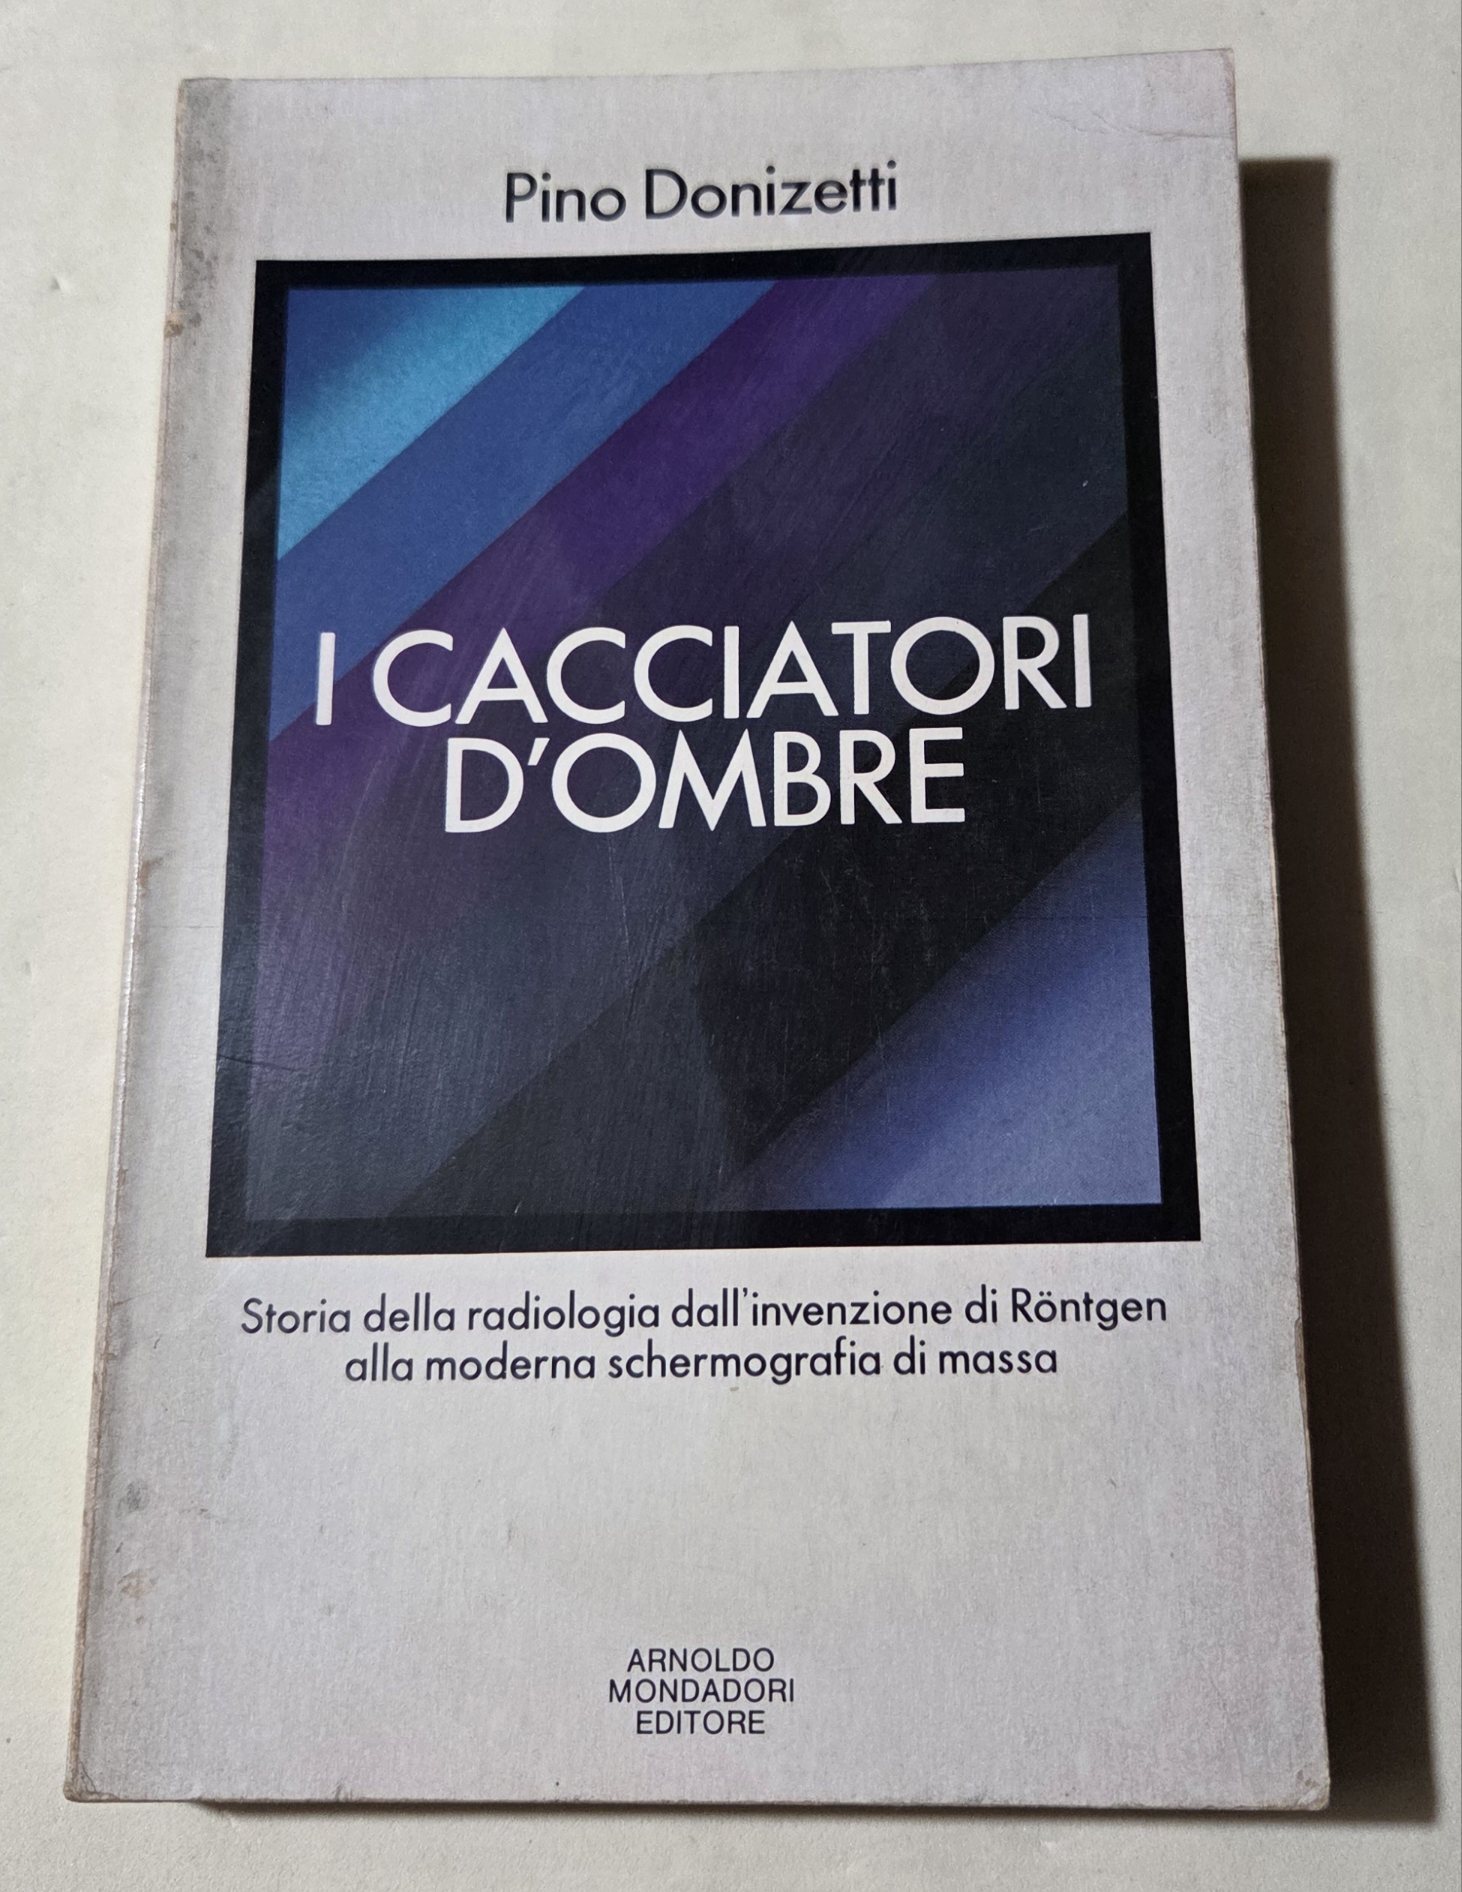 Pino Donizetti
I CACCIATORI
D'OMBRE
Storia della radiologia dall'invenzione di Röntgen
alla moderna schermografia di massa
ARNOLDO
MONDADORI
EDITORE